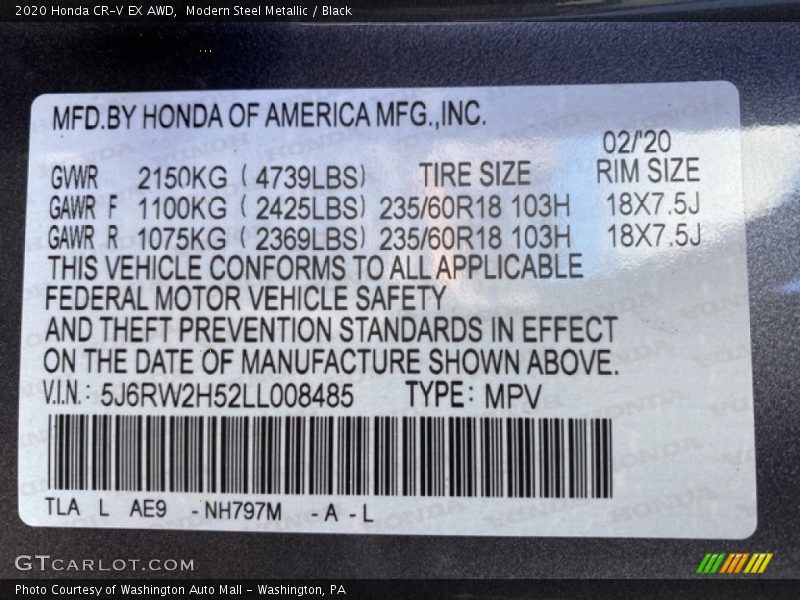 2020 Honda CR-V EX AWD,  Modern Steel Metallic / Black
MFD.BY HONDA OF AMERICA MFG.,INC.
02/'20
GVWR 2150KG ( 4739LBS) TIRE SIZE RIM SIZE
GAWR F 1100KG ( 2425LBS) 235/60R18 103H 18X7.5J
GAWR R 1075KG ( 2369LBS) 235/60R18 103H 18X7.5J
THIS VEHICLE CONFORMS TO ALL APPLICABLE
FEDERAL MOTOR VEHICLE SAFETY
AND THEFT PREVENTION STANDARDS IN EFFECT
ON THE DATE OF MANUFACTURE SHOWN ABOVE.
V.I.N.: 5J6RW2H52LL008485 TYPE: MPV
TLA L AE9 -NH797M -A-L
GTCARLOT.COM
Photo Courtesy of Washington Auto Mall - Washington, PA